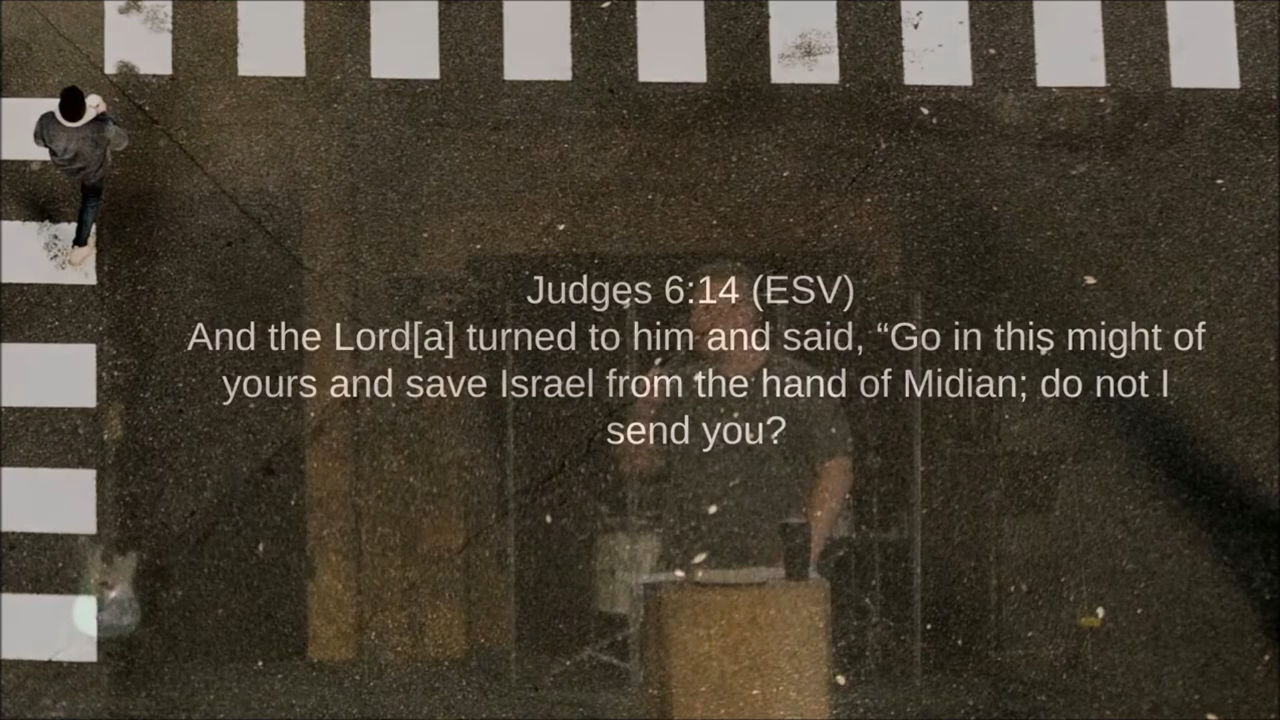 Judges 6:14 (ESV)
And the Lord[a] turned to him and said, “Go in this might of
yours and save Israel from the hand of Midian; do not I
send you?